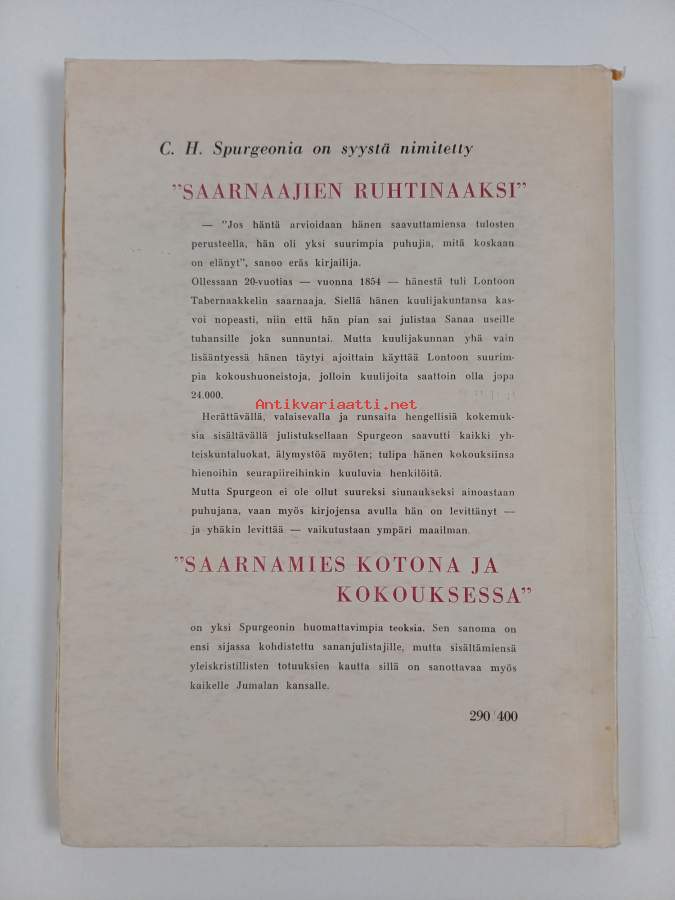 C. H. Spurgeonia on syystä nimitetty
”SAARNAAJIEN RUHTINAAKSI”
— ”Jos häntä arvioidaan hänen saavuttamiensa tulosten
perusteella, hän oli yksi suurimpia puhujia, mitä koskaan
on elänyt”, sanoo eräs kirjailija.
Ollessaan 20-vuotias — vuonna 1854 — hänestä tuli Lontoon
Tabernaakkelin saarnaaja. Siellä hänen kuulijakuntansa kas-
voi nopeasti, niin että hän pian sai julistaa Sanaa useille
tuhansille joka sunnuntai. Mutta kuulijakunnan yhä vain
lisääntyessä hänen täytyi ajoittain käyttää Lontoon suurim-
pia kokoushuoneistoja, jolloin kuulijoita saattoin olla jopa
24.000.
Antikvariaatti.net
Herättävällä, valaisevalla ja runsaita hengellisiä kokemuk-
sia sisältävällä julistuksellaan Spurgeon saavutti kaikki yh-
teiskuntaluokat, älymystöä myöten; tulipa hänen kokouksiinsa
hienoihin seurapiireihinkin kuuluvia henkilöitä.
Mutta Spurgeon ei ole ollut suureksi siunaukseksi ainoastaan
puhujana, vaan myös kirjojensa avulla hän on levittänyt —
ja yhäkin levittää — vaikutustaan ympäri maailman.
”SAARNAMIES KOTONA JA
KOKOUKSESSA”
on yksi Spurgeonin huomattavimpia teoksia. Sen sanoma on
ensi sijassa kohdistettu sananjulistajille, mutta sisältämiensä
yleiskristillisten totuuksien kautta sillä on sanottavaa myös
kaikelle Jumalan kansalle.
290/400